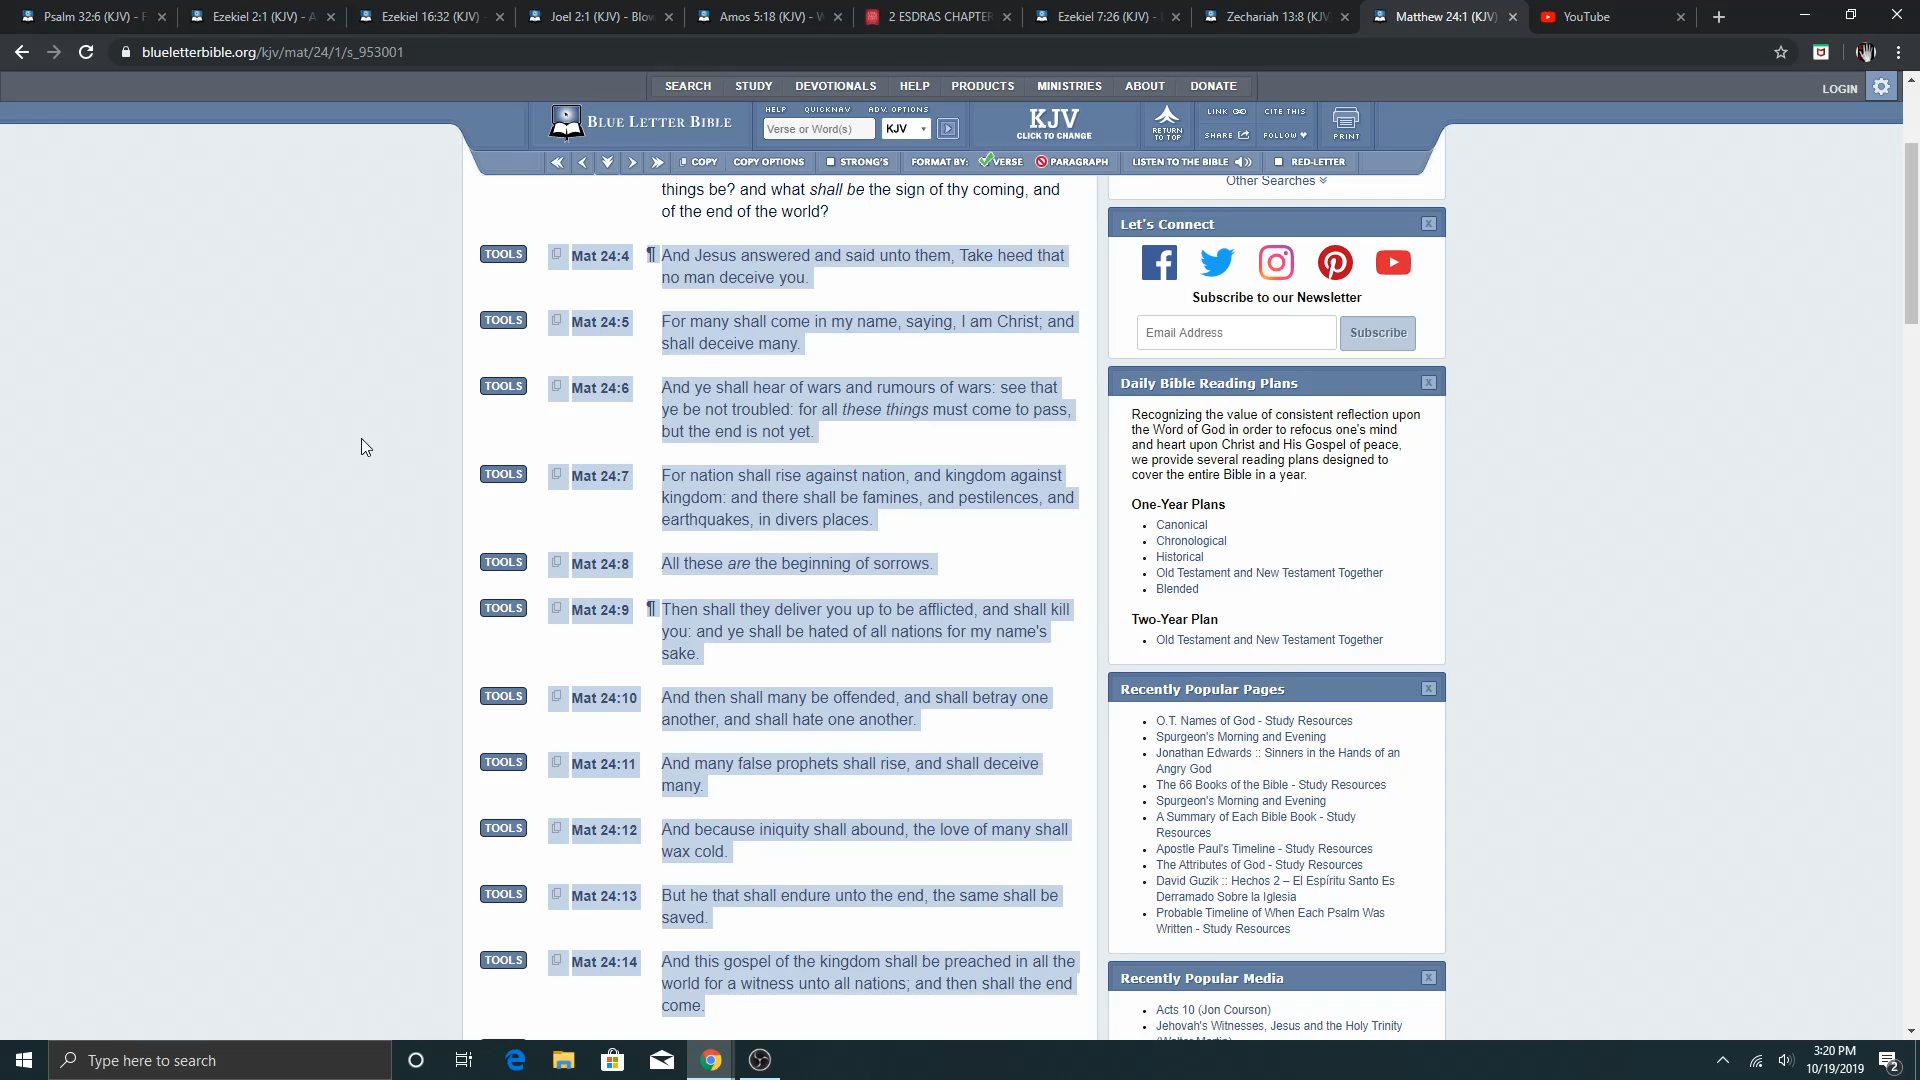 Psalm 32:6 (KJV) - F
Ezekiel 2:1 (KJV) - A
Ezekiel 16:32 (KJV) -
Joel 2:1 (KJV) - Blow
Amos 5:18 (KJV) - W
2 ESDRAS CHAPTER
Ezekiel 7:26 (KJV) -
Zechariah 13:8 (KJV
Matthew 24:1 (KJV)
YouTube
blueletterbible.org/kjv/mat/24/1/s_953001
SEARCH STUDY DEVOTIONALS HELP PRODUCTS MINISTRIES ABOUT DONATE
LOGIN
BLUE LETTER BIBLE
HELP QUICKNAV ADV. OPTIONS
Verse or Word(s)
KJV
KJV
CLICK TO CHANGE
RETURN
TO TOP
LINK
CITE THIS
SHARE
FOLLOW
PRINT
COPY COPY OPTIONS STRONG'S FORMAT BY: VERSE PARAGRAPH LISTEN TO THE BIBLE RED-LETTER
things be? and what shall be the sign of thy coming, and
of the end of the world?
TOOLS Mat 24:4 ¶ And Jesus answered and said unto them, Take heed that
no man deceive you.
TOOLS Mat 24:5 For many shall come in my name, saying, I am Christ; and
shall deceive many.
TOOLS Mat 24:6 And ye shall hear of wars and rumours of wars: see that
ye be not troubled: for all these things must come to pass,
but the end is not yet.
TOOLS Mat 24:7 For nation shall rise against nation, and kingdom against
kingdom: and there shall be famines, and pestilences, and
earthquakes, in divers places.
TOOLS Mat 24:8 All these are the beginning of sorrows.
TOOLS Mat 24:9 ¶ Then shall they deliver you up to be afflicted, and shall kill
you: and ye shall be hated of all nations for my name's
sake.
TOOLS Mat 24:10 And then shall many be offended, and shall betray one
another, and shall hate one another.
TOOLS Mat 24:11 And many false prophets shall rise, and shall deceive
many.
TOOLS Mat 24:12 And because iniquity shall abound, the love of many shall
wax cold.
TOOLS Mat 24:13 But he that shall endure unto the end, the same shall be
saved.
TOOLS Mat 24:14 And this gospel of the kingdom shall be preached in all the
world for a witness unto all nations; and then shall the end
come.
Other Searches
Let's Connect
Subscribe to our Newsletter
Email Address
Subscribe
Daily Bible Reading Plans
Recognizing the value of consistent reflection upon
the Word of God in order to refocus one's mind
and heart upon Christ and His Gospel of peace,
we provide several reading plans designed to
cover the entire Bible in a year.
One-Year Plans
Canonical
Chronological
Historical
Old Testament and New Testament Together
Blended
Two-Year Plan
Old Testament and New Testament Together
Recently Popular Pages
O.T. Names of God - Study Resources
Spurgeon's Morning and Evening
Jonathan Edwards :: Sinners in the Hands of an
Angry God
The 66 Books of the Bible - Study Resources
Spurgeon's Morning and Evening
A Summary of Each Bible Book - Study
Resources
Apostle Paul's Timeline - Study Resources
The Attributes of God - Study Resources
David Guzik :: Hechos 2 – El Espíritu Santo Es
Derramado Sobre la Iglesia
Probable Timeline of When Each Psalm Was
Written - Study Resources
Recently Popular Media
Acts 10 (Jon Courson)
Jehovah's Witnesses, Jesus and the Holy Trinity
(Walter Martin)
Type here to search
3:20 PM
10/19/2019
2